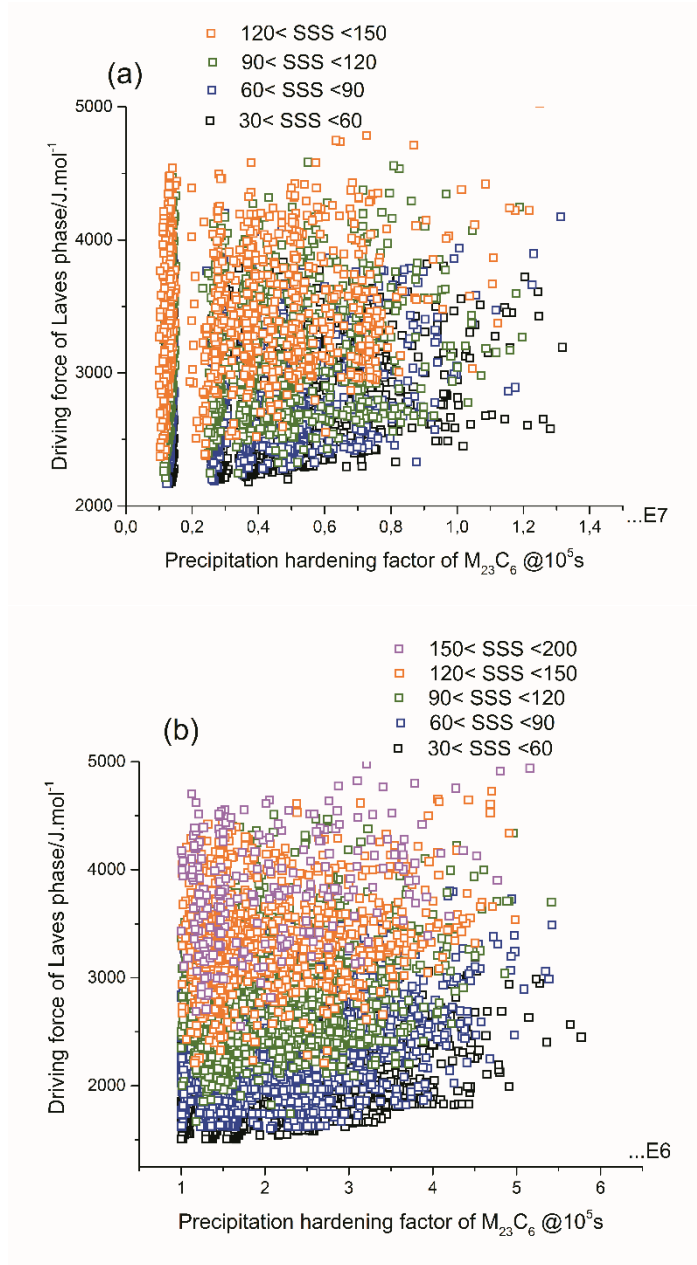 (a)
120< SSS <150
90< SSS <120
60< SSS <90
30< SSS <60
5000
4000
3000
2000
Driving force of Laves phase/J.mol⁻¹
0,0 0,2 0,4 0,6 0,8 1,0 1,2 1,4
...E7
Precipitation hardening factor of M₂₃C₆ @10⁵s
(b)
150< SSS <200
120< SSS <150
90< SSS <120
60< SSS <90
30< SSS <60
5000
4000
3000
2000
Driving force of Laves phase/J.mol⁻¹
1 2 3 4 5 6
...E6
Precipitation hardening factor of M₂₃C₆ @10⁵s